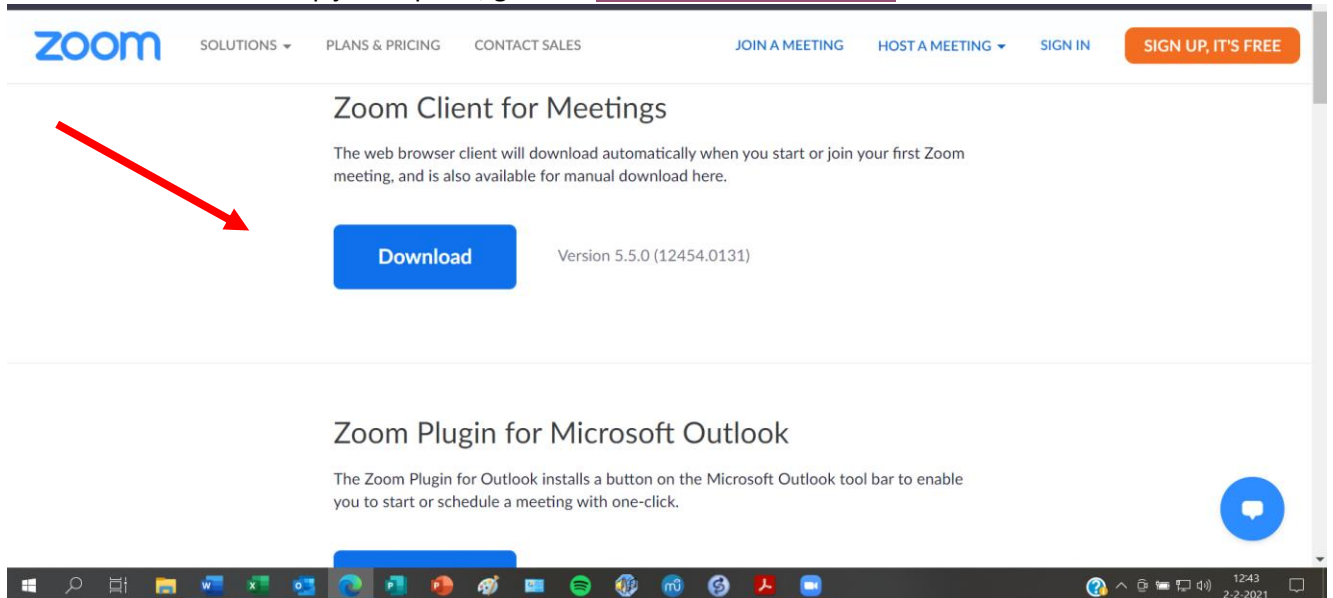 zoom SOLUTIONS PLANS & PRICING CONTACT SALES JOIN A MEETING HOST A MEETING SIGN IN SIGN UP, IT'S FREE
Zoom Client for Meetings
The web browser client will download automatically when you start or join your first Zoom
meeting, and is also available for manual download here.
Download Version 5.5.0 (12454.0131)
Zoom Plugin for Microsoft Outlook
The Zoom Plugin for Outlook installs a button on the Microsoft Outlook tool bar to enable
you to start or schedule a meeting with one-click.
12:43
2-2-2021